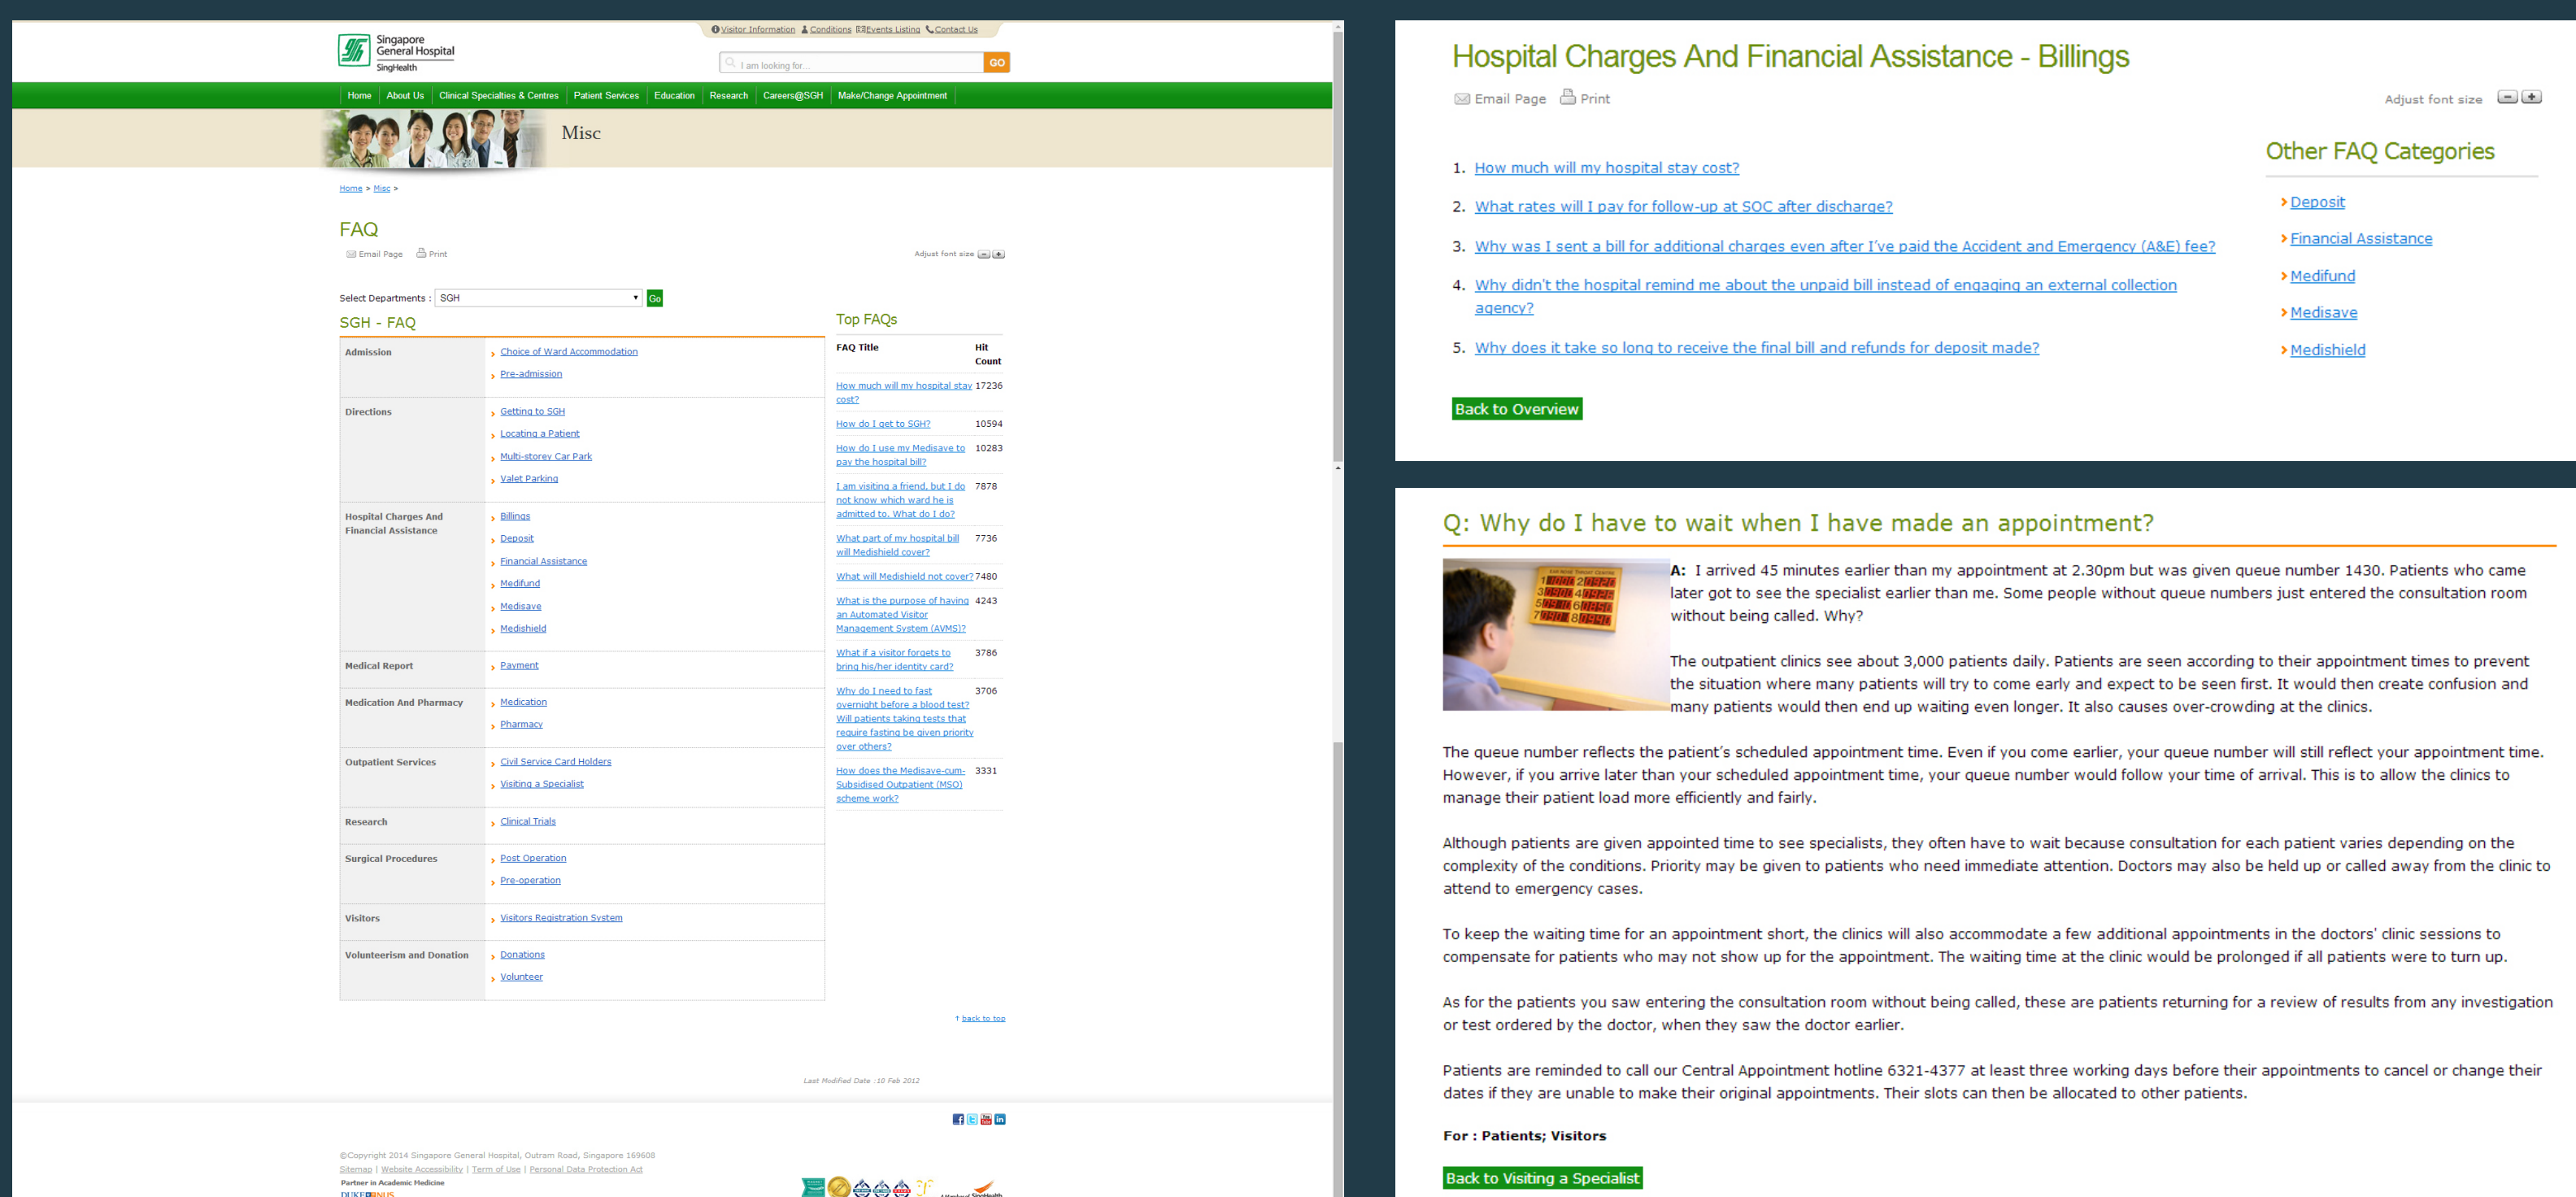 Singapore
General Hospital
SingHealth
Visitor Information Conditions Events Listing Contact Us
I am looking for... GO
Home About Us Clinical Specialties & Centres Patient Services Education Research Careers@SGH Make/Change Appointment
Misc
Home > Misc >
FAQ
Email Page Print Adjust font size - +
Select Departments : SGH Go
SGH - FAQ
Admission
Choice of Ward Accommodation
Pre-admission
Directions
Getting to SGH
Locating a Patient
Multi-storey Car Park
Valet Parking
Hospital Charges And
Financial Assistance
Billings
Deposit
Financial Assistance
Medifund
Medisave
Medishield
Medical Report
Payment
Medication And Pharmacy
Medication
Pharmacy
Outpatient Services
Civil Service Card Holders
Visiting a Specialist
Research
Clinical Trials
Surgical Procedures
Post Operation
Pre-operation
Visitors
Visitors Registration System
Volunteerism and Donation
Donations
Volunteer
Top FAQs
FAQ Title Hit
Count
How much will my hospital stay 17236
cost?
How do I get to SGH? 10594
How do I use my Medisave to 10283
pay the hospital bill?
I am visiting a friend, but I do 7878
not know which ward he is
admitted to. What do I do?
What part of my hospital bill 7736
will Medishield cover?
What will Medishield not cover? 7480
What is the purpose of having 4243
an Automated Visitor
Management System (AVMS)?
What if a visitor forgets to 3786
bring his/her identity card?
Why do I need to fast 3706
overnight before a blood test?
Will patients taking tests that
require fasting be given priority
over others?
How does the Medisave-cum- 3331
Subsidised Outpatient (MSO)
scheme work?
↑ back to top
Last Modified Date :10 Feb 2012
©Copyright 2014 Singapore General Hospital, Outram Road, Singapore 169608
Sitemap | Website Accessibility | Term of Use | Personal Data Protection Act
Partner in Academic Medicine
DUKE NUS
Hospital Charges And Financial Assistance - Billings
Email Page Print Adjust font size - +
1. How much will my hospital stay cost?
2. What rates will I pay for follow-up at SOC after discharge?
3. Why was I sent a bill for additional charges even after I've paid the Accident and Emergency (A&E) fee?
4. Why didn't the hospital remind me about the unpaid bill instead of engaging an external collection
agency?
5. Why does it take so long to receive the final bill and refunds for deposit made?
Back to Overview
Other FAQ Categories
Deposit
Financial Assistance
Medifund
Medisave
Medishield
Q: Why do I have to wait when I have made an appointment?
A: I arrived 45 minutes earlier than my appointment at 2.30pm but was given queue number 1430. Patients who came
later got to see the specialist earlier than me. Some people without queue numbers just entered the consultation room
without being called. Why?
The outpatient clinics see about 3,000 patients daily. Patients are seen according to their appointment times to prevent
the situation where many patients will try to come early and expect to be seen first. It would then create confusion and
many patients would then end up waiting even longer. It also causes over-crowding at the clinics.
The queue number reflects the patient's scheduled appointment time. Even if you come earlier, your queue number will still reflect your appointment time.
However, if you arrive later than your scheduled appointment time, your queue number would follow your time of arrival. This is to allow the clinics to
manage their patient load more efficiently and fairly.
Although patients are given appointed time to see specialists, they often have to wait because consultation for each patient varies depending on the
complexity of the conditions. Priority may be given to patients who need immediate attention. Doctors may also be held up or called away from the clinic to
attend to emergency cases.
To keep the waiting time for an appointment short, the clinics will also accommodate a few additional appointments in the doctors' clinic sessions to
compensate for patients who may not show up for the appointment. The waiting time at the clinic would be prolonged if all patients were to turn up.
As for the patients you saw entering the consultation room without being called, these are patients returning for a review of results from any investigation
or test ordered by the doctor, when they saw the doctor earlier.
Patients are reminded to call our Central Appointment hotline 6321-4377 at least three working days before their appointments to cancel or change their
dates if they are unable to make their original appointments. Their slots can then be allocated to other patients.
For : Patients; Visitors
Back to Visiting a Specialist